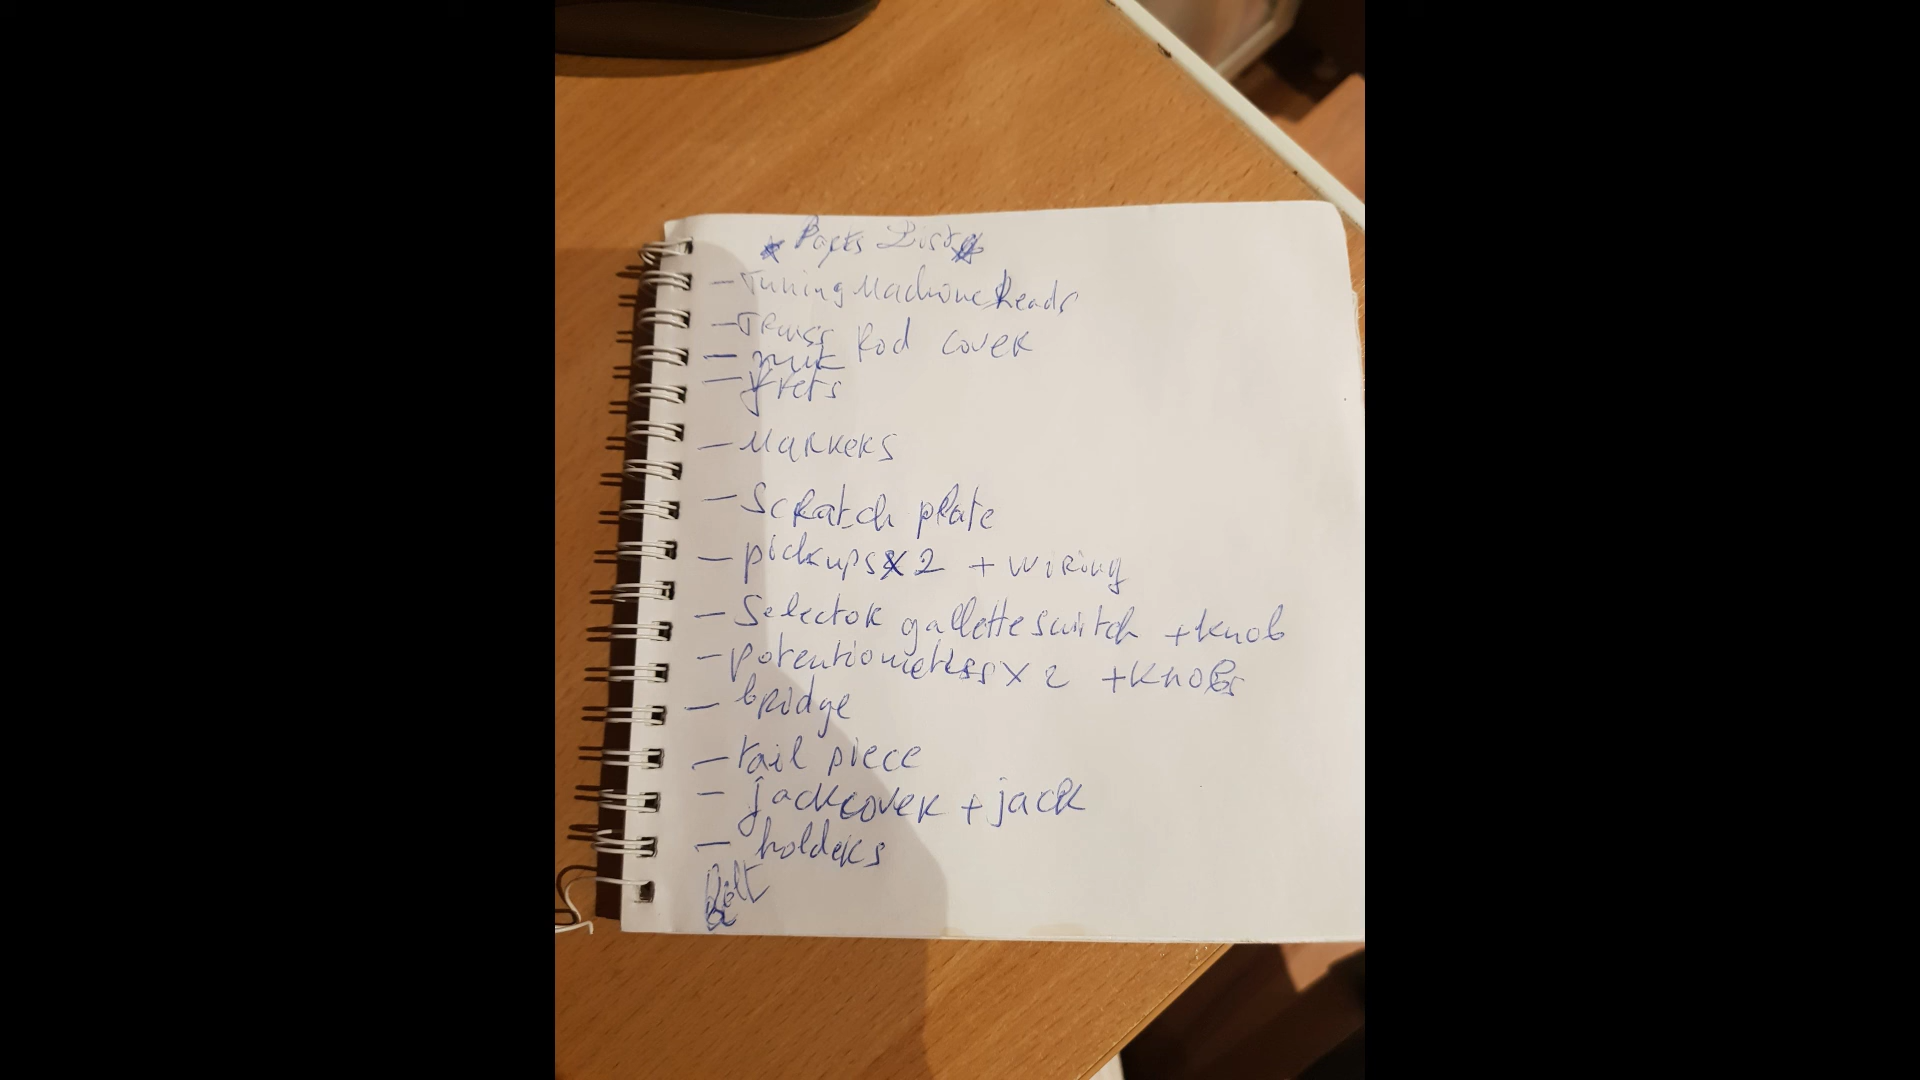 * Parts List *
- Tuning Machine Heads
- Truss Rod cover
- nut
- frets
- Markers
- Scratch plate
- pickups x 2 + wiring
- Selector gallette switch + knob
- potentiometrss x 2 + knobs
- bridge
- tail piece
- jack cover + jack
- holders
Belt